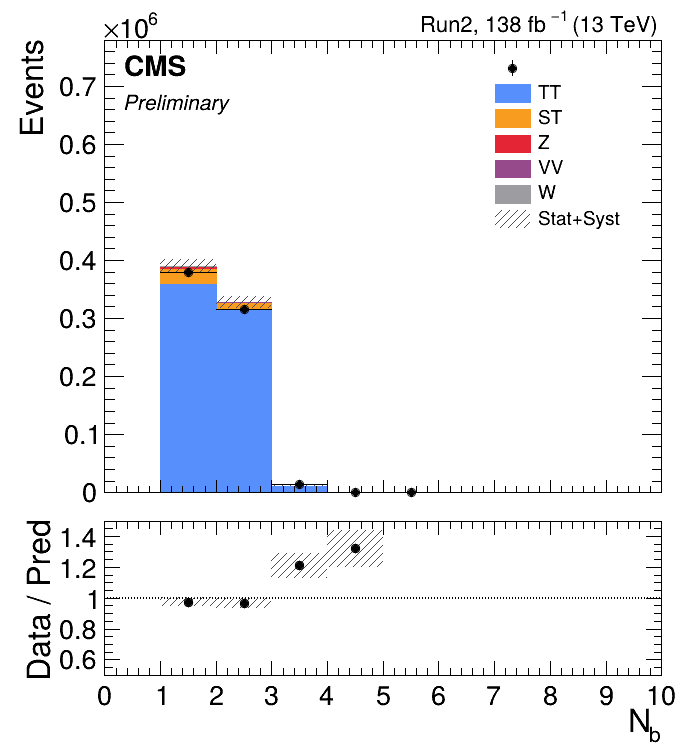 ×10⁶
Run2, 138 fb⁻¹ (13 TeV)
CMS
Preliminary
Events
TT
ST
Z
VV
W
Stat+Syst
0.7
0.6
0.5
0.4
0.3
0.2
0.1
0
Data / Pred
1.4
1.2
1
0.8
0.6
0 1 2 3 4 5 6 7 8 9 10
N_b